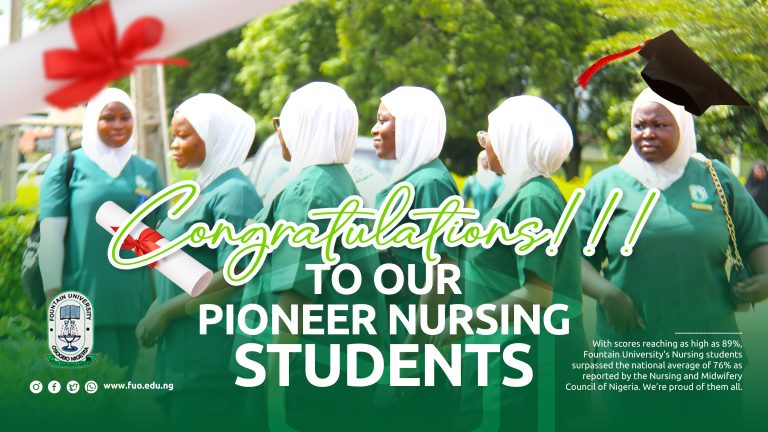 Congratulations!!!
TO OUR
PIONEER NURSING
STUDENTS
With scores reaching as high as 89%,
Fountain University's Nursing students
surpassed the national average of 76% as
reported by the Nursing and Midwifery
Council of Nigeria. We're proud of them all.
FOUNTAIN UNIVERSITY
OSOGBO NIGERIA
www.fuo.edu.ng